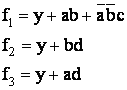 f₁ = y + ab + a̅b̅c
f₂ = y + bd
f₃ = y + ad